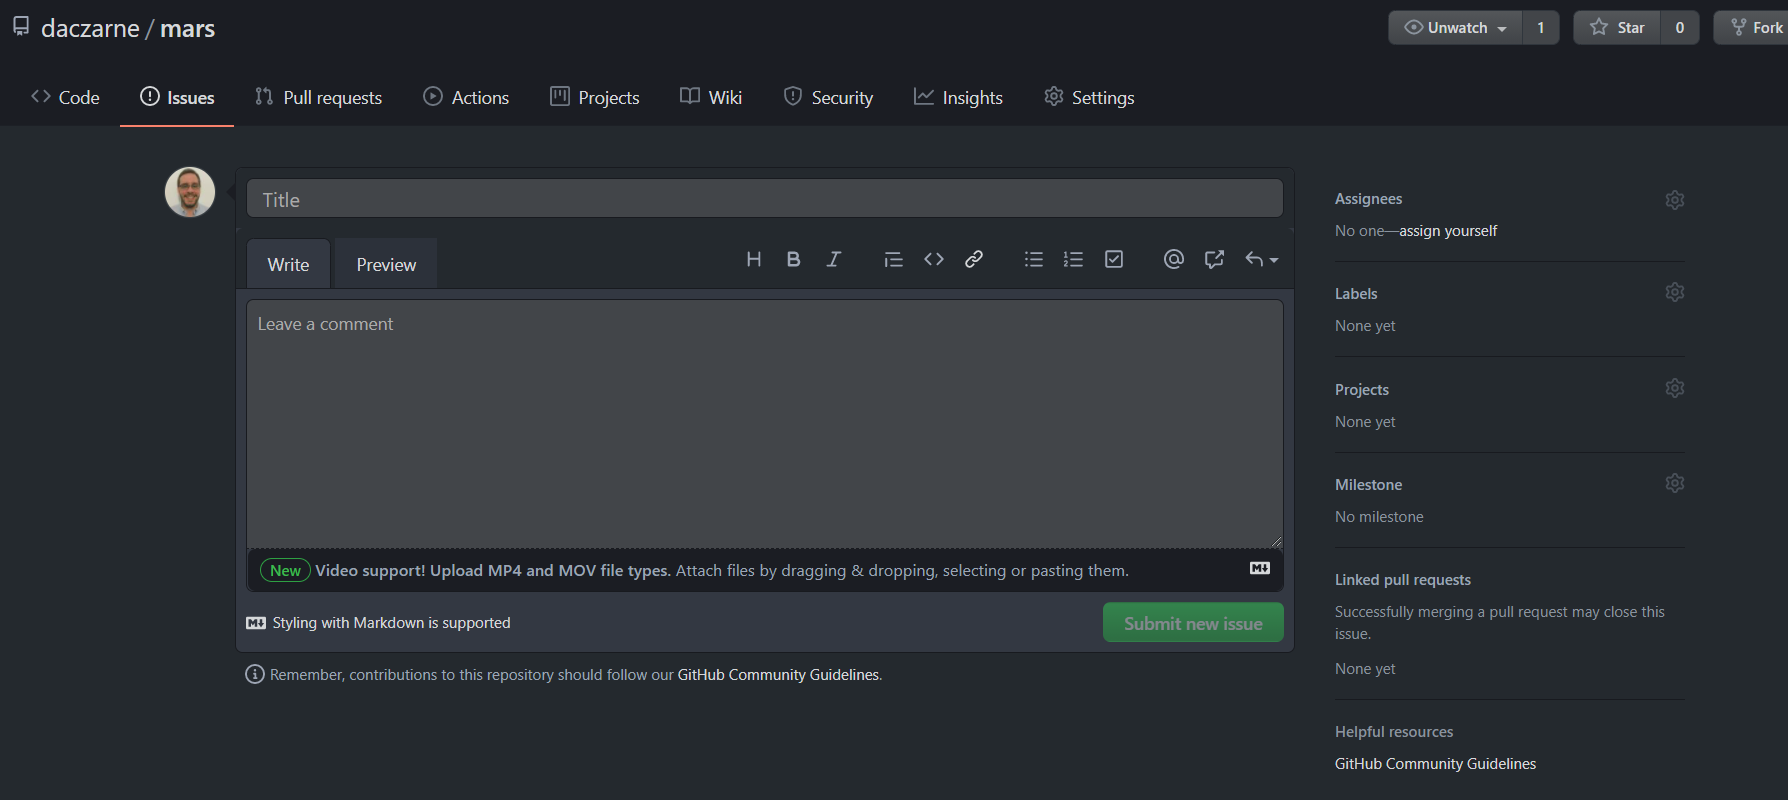 daczarne / mars
Unwatch 1 Star 0 Fork
Code Issues Pull requests Actions Projects Wiki Security Insights Settings
Title
Write Preview
Leave a comment
New Video support! Upload MP4 and MOV file types. Attach files by dragging & dropping, selecting or pasting them.
Styling with Markdown is supported
Submit new issue
Remember, contributions to this repository should follow our GitHub Community Guidelines.
Assignees
No one—assign yourself
Labels
None yet
Projects
None yet
Milestone
No milestone
Linked pull requests
Successfully merging a pull request may close this
issue.
None yet
Helpful resources
GitHub Community Guidelines